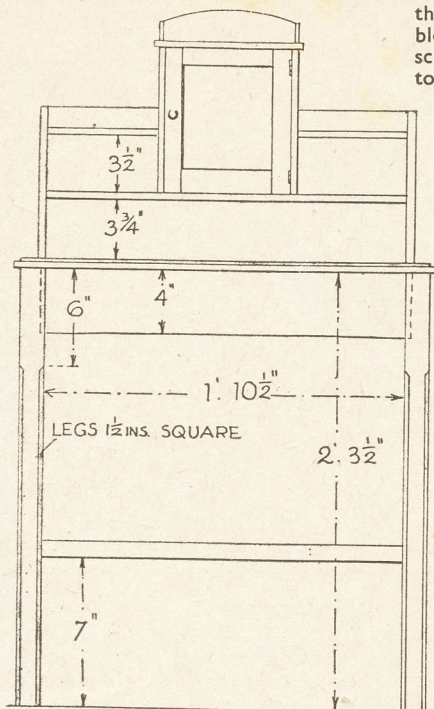 th
ble
sc
to
3½"
3¾"
6"
4"
1'. 10½"
LEGS 1½ INS. SQUARE
2'. 3½"
7"